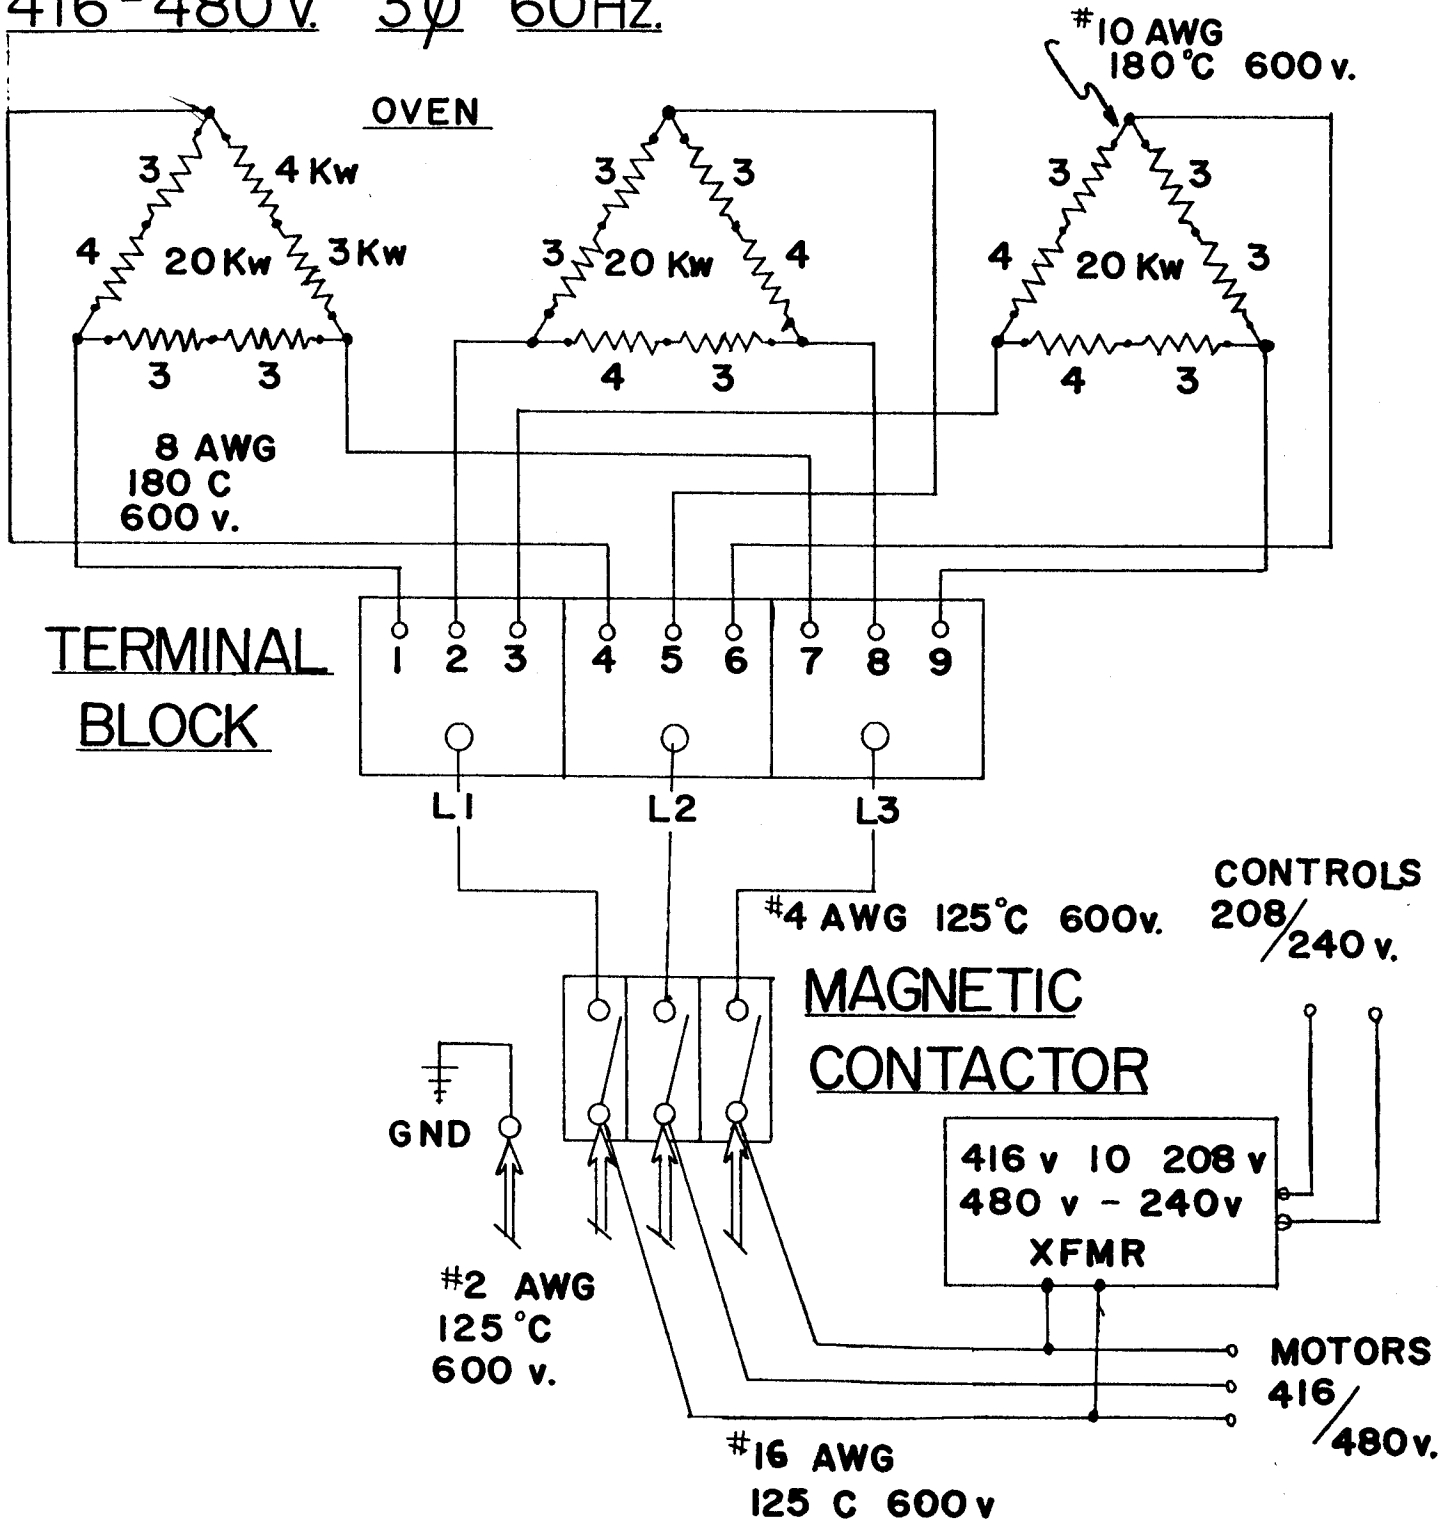 416-480 V. 3Ø 60Hz.
#10 AWG
180°C 600 v.
OVEN
3
4 Kw
4
20 Kw
3 Kw
3
3
3
3
3
20 Kw
4
4
3
3
3
4
20 Kw
3
4
3
8 AWG
180 C
600 v.
TERMINAL
BLOCK
1 2 3 4 5 6 7 8 9
L1 L2 L3
#4 AWG 125°C 600v.
CONTROLS
208/240 v.
MAGNETIC
CONTACTOR
GND
416 v 10 208 v
480 v - 240v
XFMR
#2 AWG
125°C
600 v.
MOTORS
416/480v.
#16 AWG
125 C 600 v